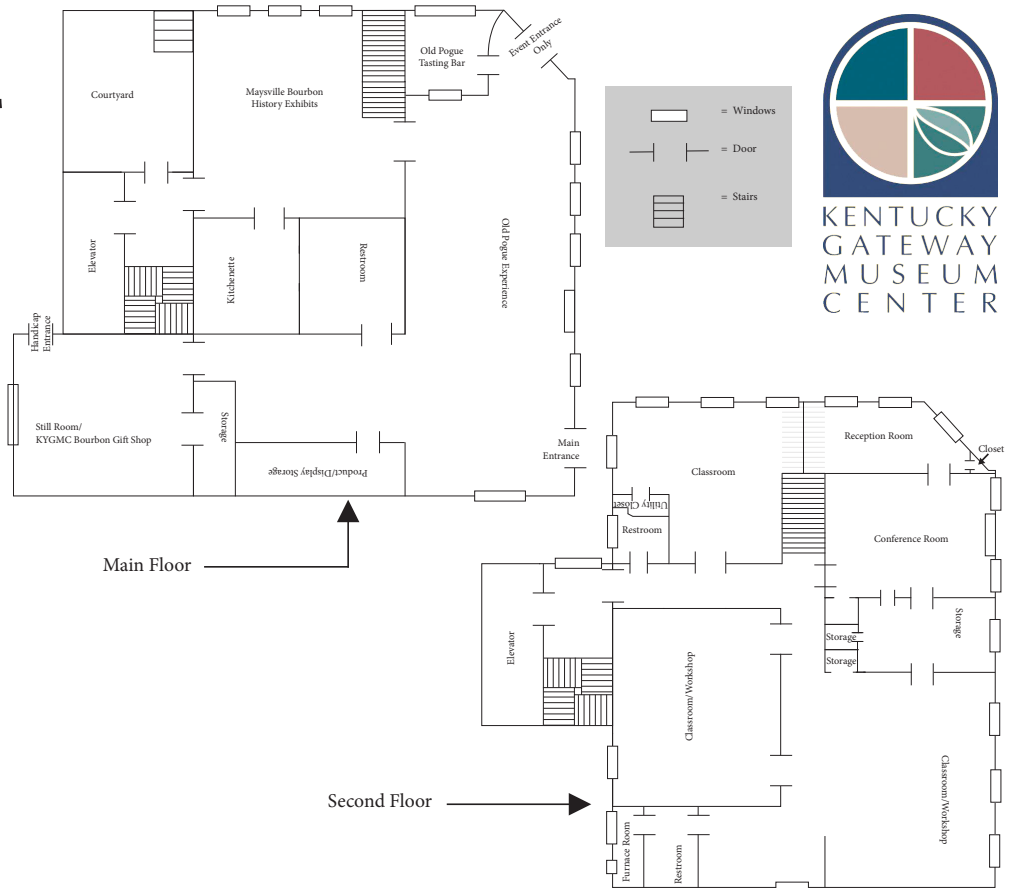 Courtyard
Maysville Bourbon
History Exhibits
Old Pogue
Tasting Bar
Event Entrance
Only
= Windows
= Door
= Stairs
KENTUCKY
GATEWAY
MUSEUM
CENTER
Elevator
Kitchenette
Restroom
Old Pogue Experience
Handicap
Entrance
Still Room/
KYGMC Bourbon Gift Shop
Storage
Product/Display Storage
Main
Entrance
Main Floor
Reception Room
Closet
Classroom
Utility Closet
Restroom
Conference Room
Elevator
Storage
Storage
Storage
Classroom/Workshop
Classroom/Workshop
Second Floor
Furnace Room
Restroom